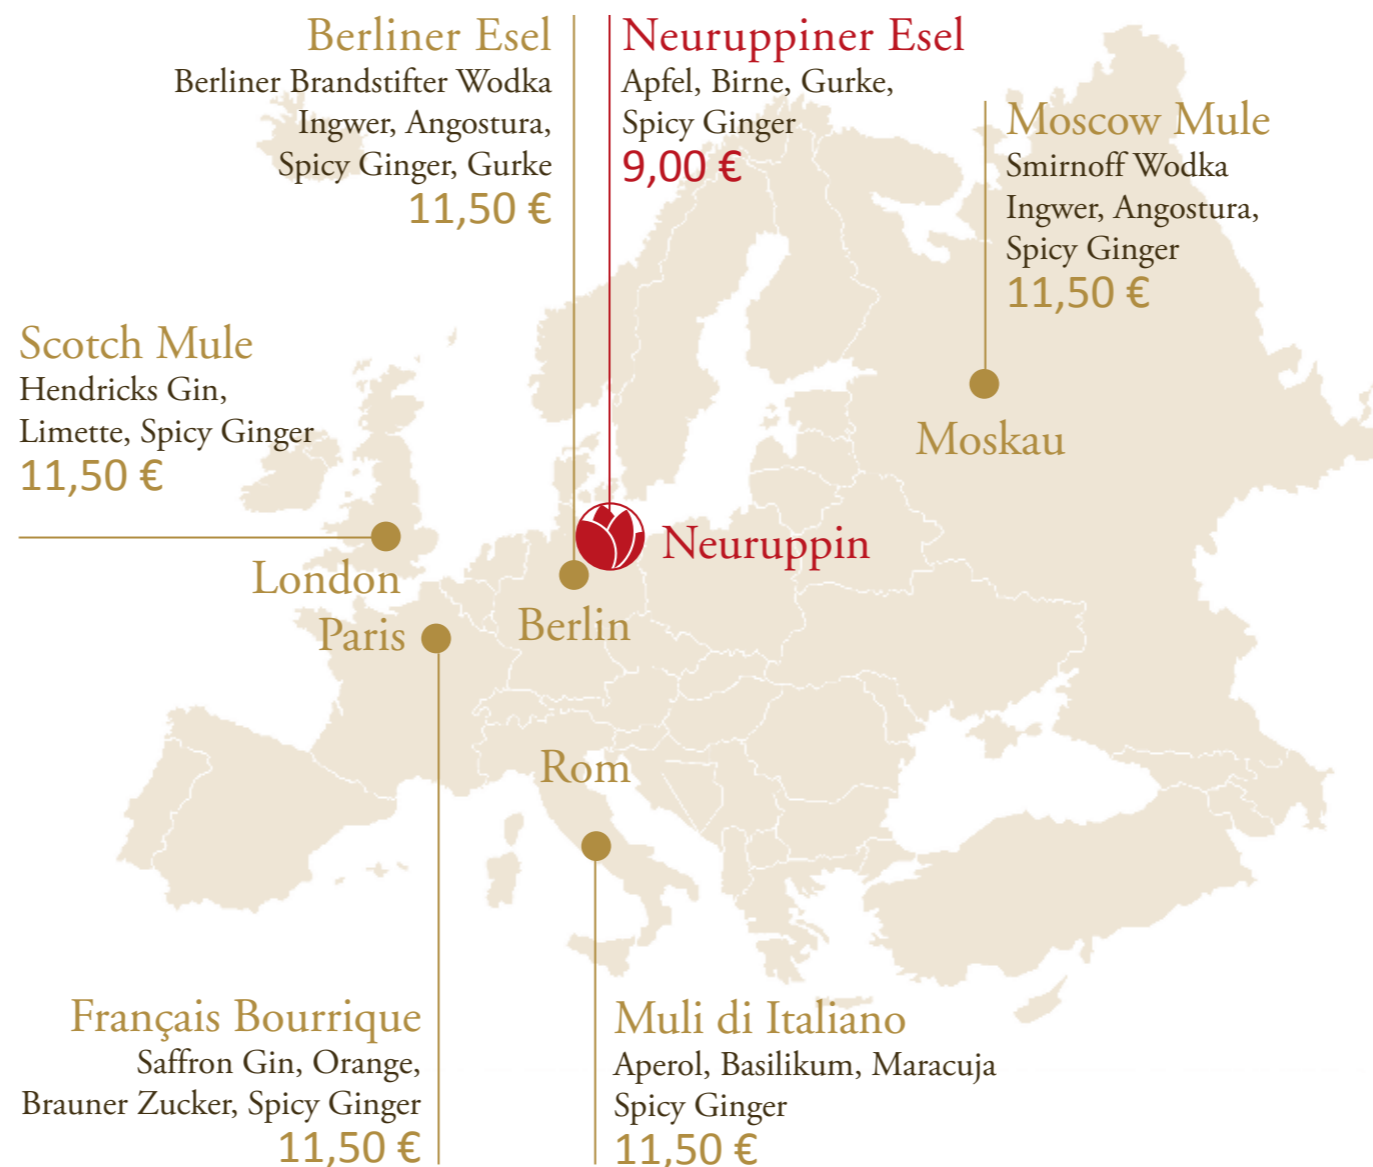 Berliner Esel
Berliner Brandstifter Wodka
Ingwer, Angostura,
Spicy Ginger, Gurke
11,50 €
Neuruppiner Esel
Apfel, Birne, Gurke,
Spicy Ginger
9,00 €
Moscow Mule
Smirnoff Wodka
Ingwer, Angostura,
Spicy Ginger
11,50 €
Scotch Mule
Hendricks Gin,
Limette, Spicy Ginger
11,50 €
Moskau
Neuruppin
London
Paris
Berlin
Rom
Français Bourrique
Saffron Gin, Orange,
Brauner Zucker, Spicy Ginger
11,50 €
Muli di Italiano
Aperol, Basilikum, Maracuja
Spicy Ginger
11,50 €